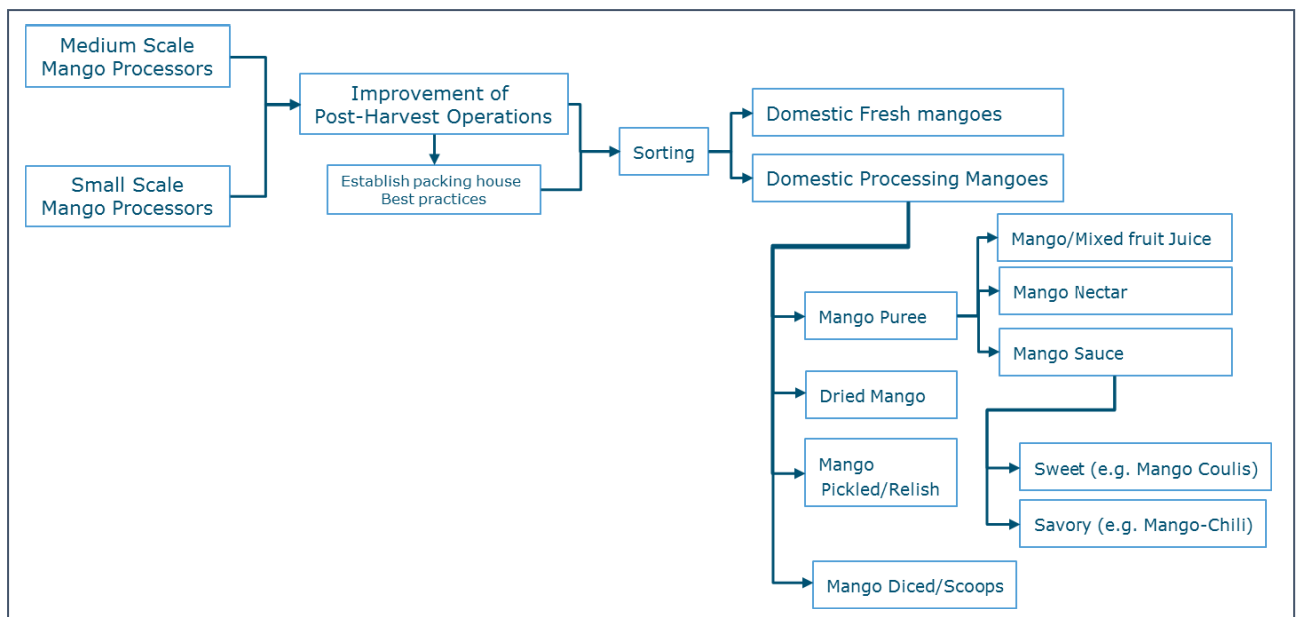 Medium Scale
Mango Processors
Small Scale
Mango Processors
Improvement of
Post-Harvest Operations
Establish packing house
Best practices
Sorting
Domestic Fresh mangoes
Domestic Processing Mangoes
Mango Puree
Mango/Mixed fruit Juice
Mango Nectar
Mango Sauce
Dried Mango
Mango
Pickled/Relish
Sweet (e.g. Mango Coulis)
Savory (e.g. Mango-Chili)
Mango Diced/Scoops